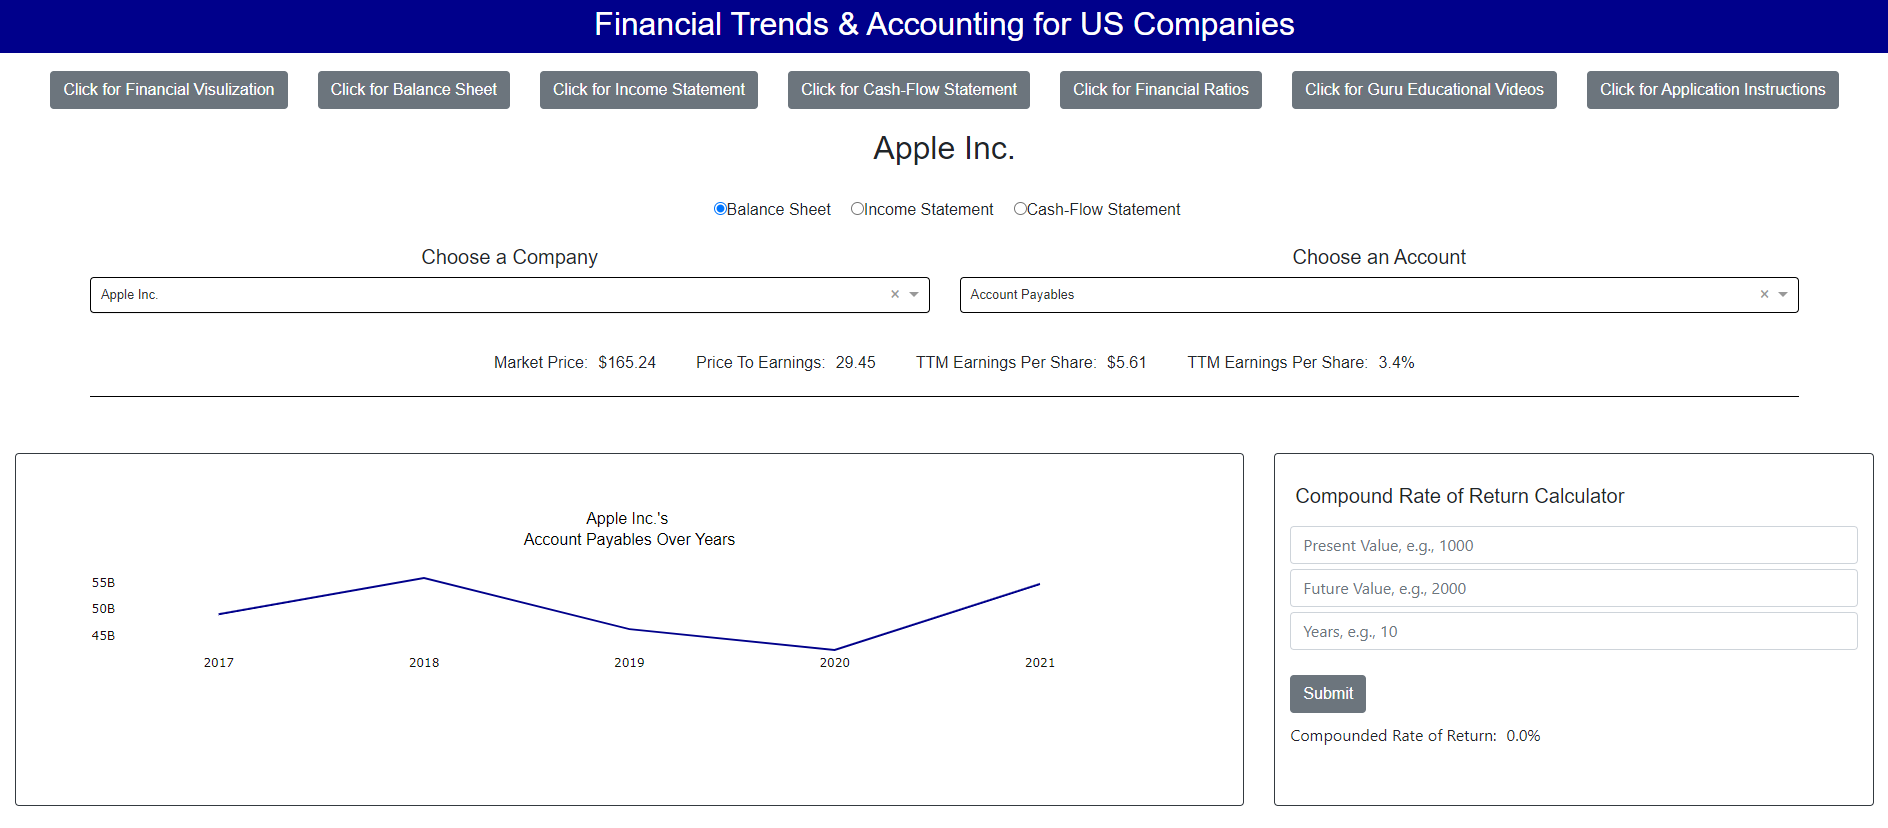 Financial Trends & Accounting for US Companies
Click for Financial Visulization Click for Balance Sheet Click for Income Statement Click for Cash-Flow Statement Click for Financial Ratios Click for Guru Educational Videos Click for Application Instructions
Apple Inc.
Balance Sheet Income Statement Cash-Flow Statement
Choose a Company Choose an Account
Apple Inc. × Account Payables ×
Market Price: $165.24 Price To Earnings: 29.45 TTM Earnings Per Share: $5.61 TTM Earnings Per Share: 3.4%
Apple Inc.'s
Account Payables Over Years
55B
50B
45B
2017 2018 2019 2020 2021
Compound Rate of Return Calculator
Present Value, e.g., 1000
Future Value, e.g., 2000
Years, e.g., 10
Submit
Compounded Rate of Return: 0.0%